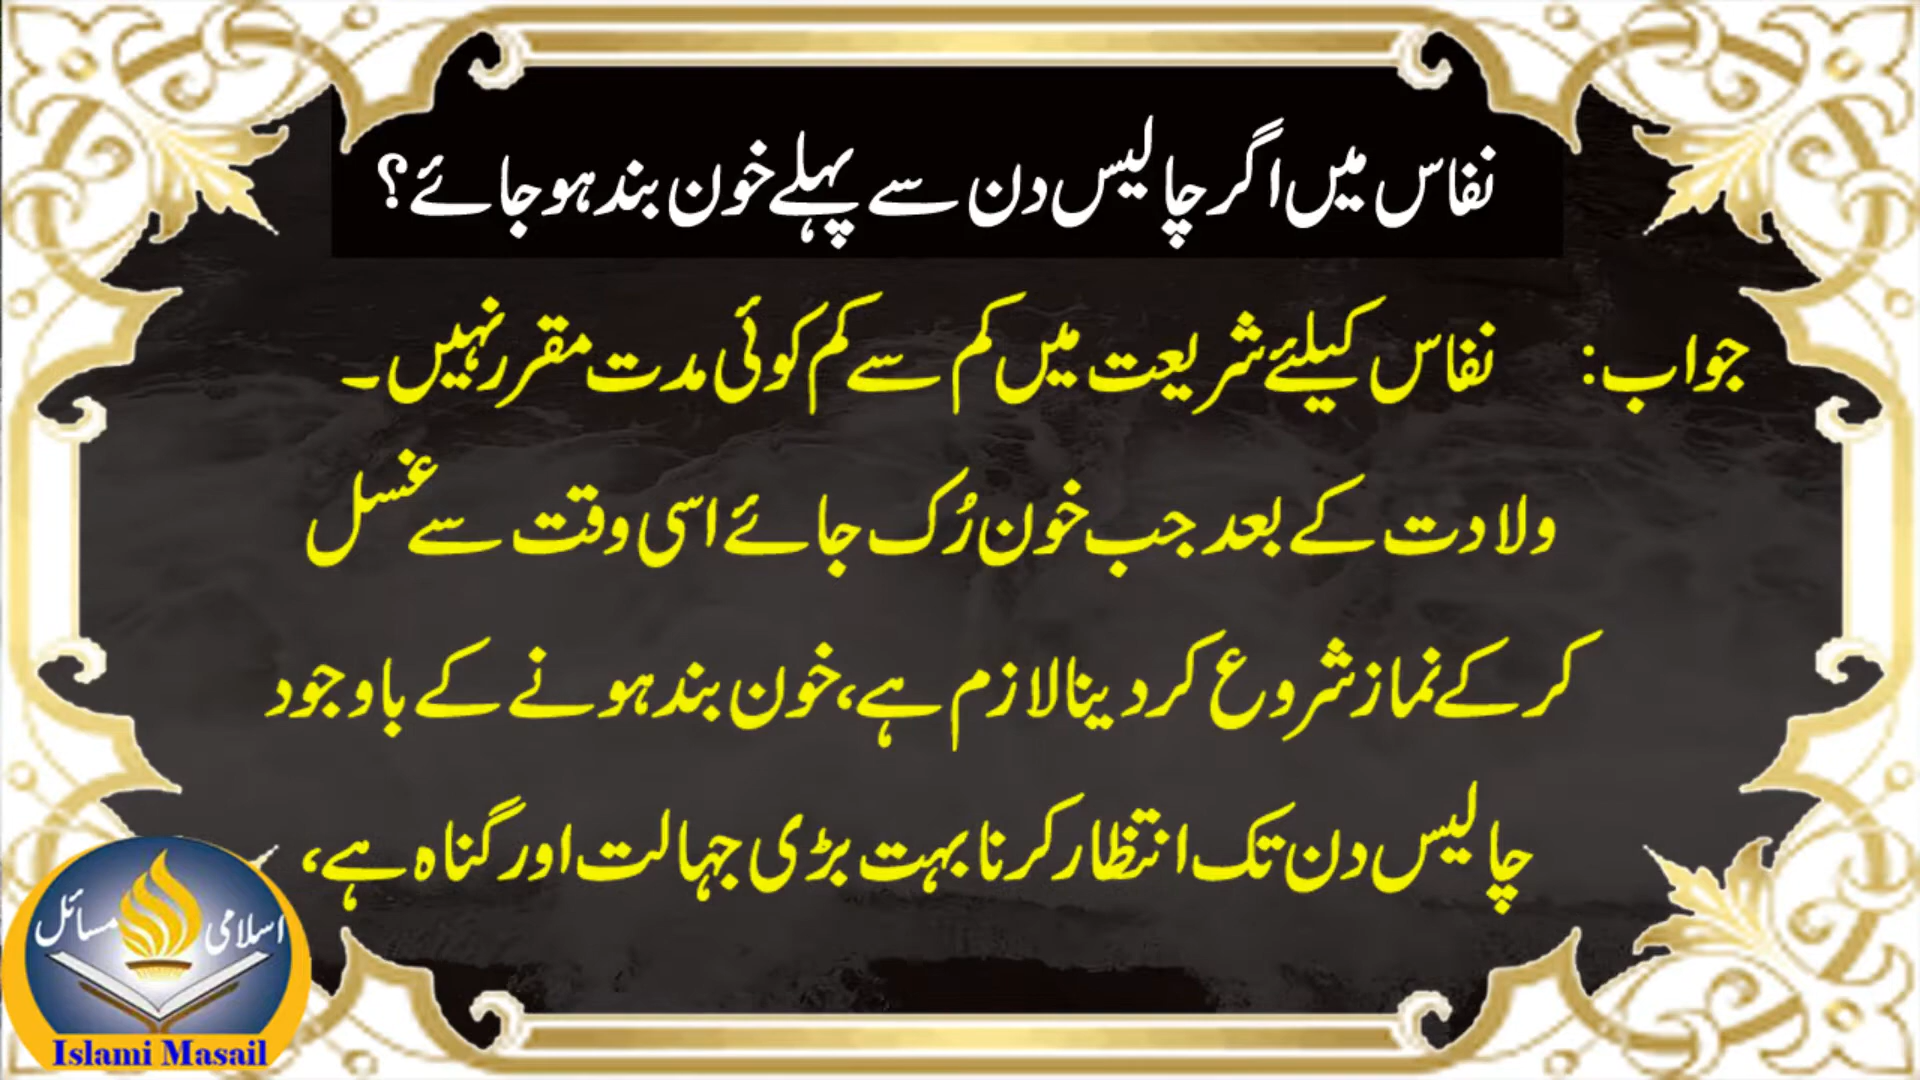 نفاس میں اگر چالیس دن سے پہلے خون بند ہو جائے؟
جواب: نفاس کیلئے شریعت میں کم سے کم کوئی مدت مقرر نہیں۔
ولادت کے بعد جب خون رُک جائے اسی وقت سے غسل
کر کے نماز شروع کر دینا لازم ہے، خون بند ہونے کے باوجود
چالیس دن تک انتظار کرنا بہت بڑی جہالت اور گناہ ہے،
اسلامی مسائل
Islami Masail